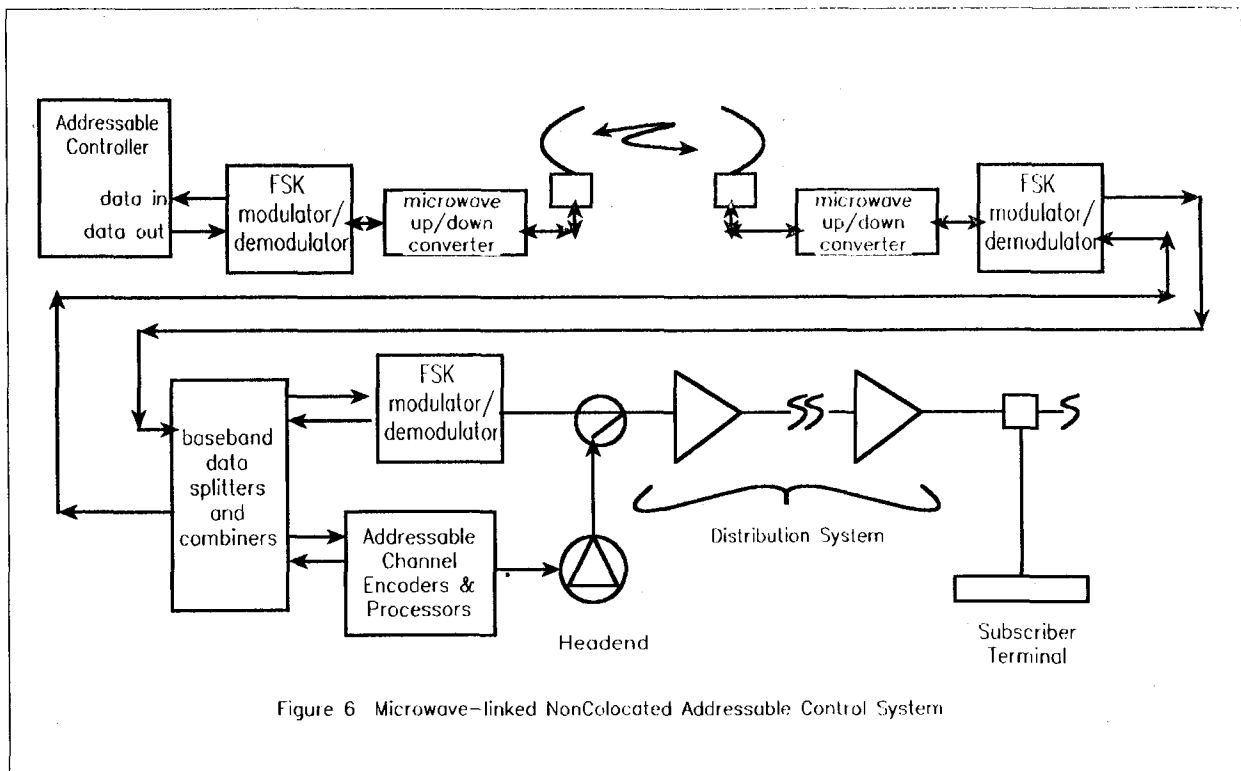 Addressable
Controller
data in
data out
FSK
modulator/
demodulator
microwave
up/down
converter
microwave
up/down
converter
FSK
modulator/
demodulator
baseband
data
splitters
and
combiners
FSK
modulator/
demodulator
Addressable
Channel
Encoders &
Processors
Headend
Distribution System
Subscriber
Terminal
Figure 6 Microwave-linked NonColocated Addressable Control System